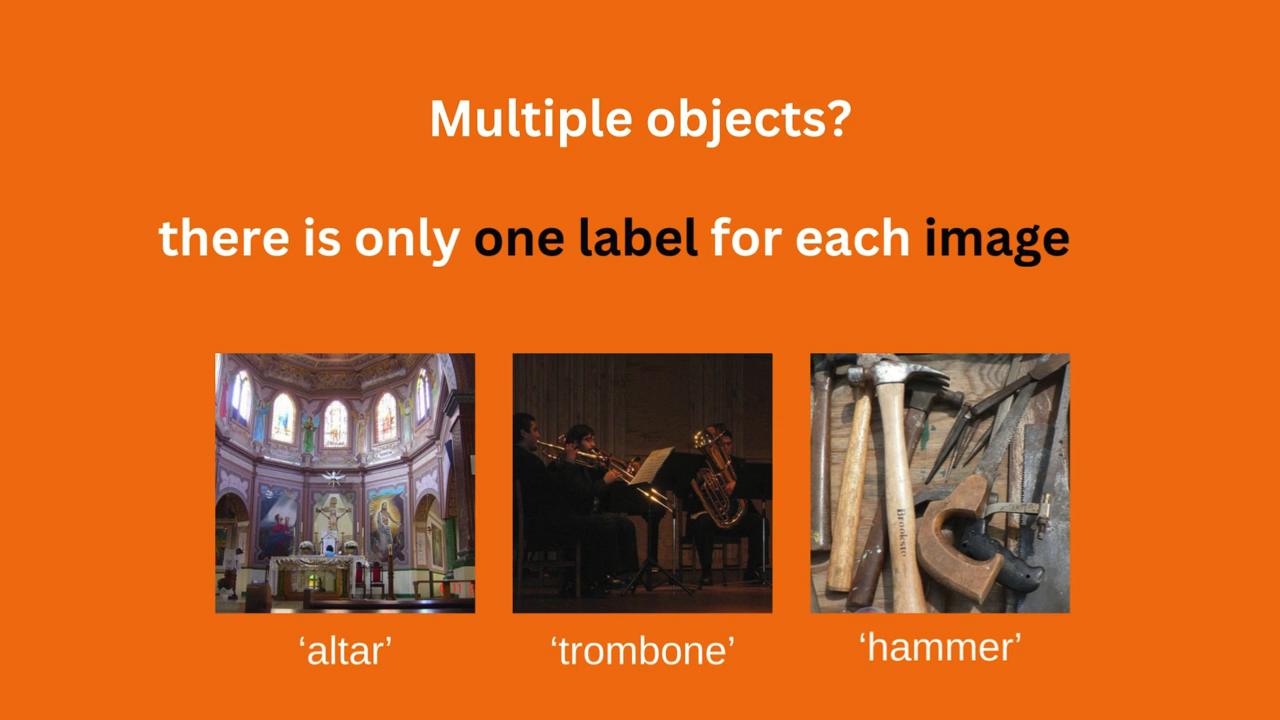 Multiple objects?
there is only one label for each image
‘altar’
‘trombone’
‘hammer’